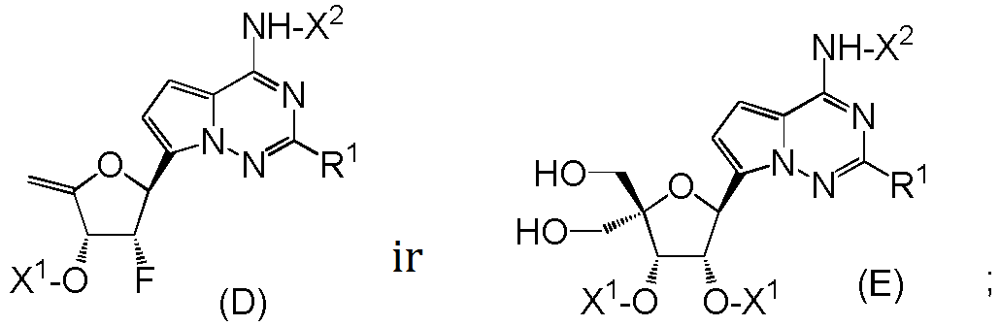 NH-X²
N
N
N
R¹
O
X¹-O
F
(D)
ir
NH-X²
N
N
N
R¹
HO
O
HO
X¹-O
O-X¹
(E)
;